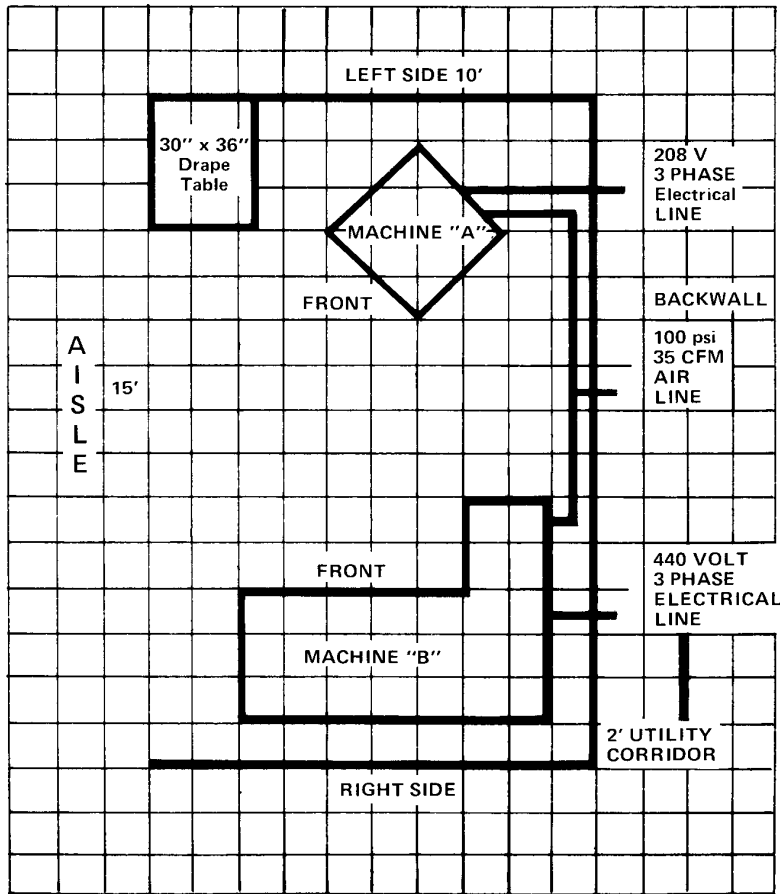 LEFT SIDE 10'
30" x 36"
Drape
Table
208 V
3 PHASE
Electrical
LINE
MACHINE "A"
FRONT
BACKWALL
AISLE
15'
100 psi
35 CFM
AIR
LINE
FRONT
440 VOLT
3 PHASE
ELECTRICAL
LINE
MACHINE "B"
2' UTILITY
CORRIDOR
RIGHT SIDE